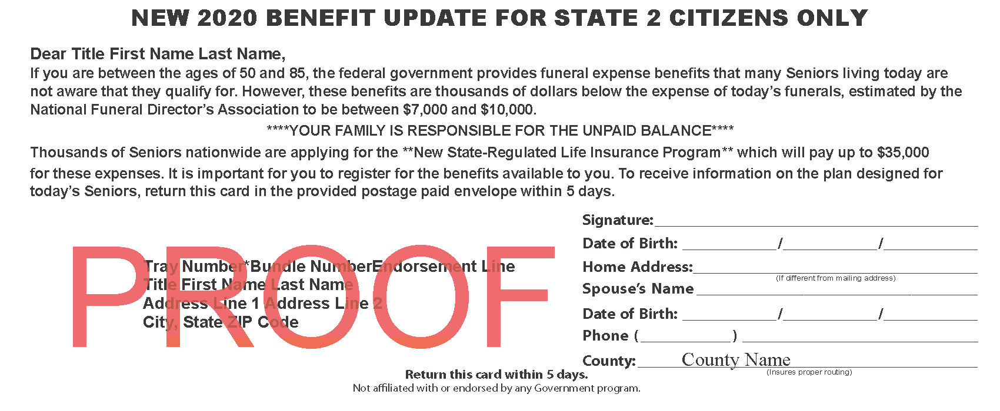 NEW 2020 BENEFIT UPDATE FOR STATE 2 CITIZENS ONLY
Dear Title First Name Last Name,
If you are between the ages of 50 and 85, the federal government provides funeral expense benefits that many Seniors living today are
not aware that they qualify for. However, these benefits are thousands of dollars below the expense of today's funerals, estimated by the
National Funeral Director's Association to be between $7,000 and $10,000.
****YOUR FAMILY IS RESPONSIBLE FOR THE UNPAID BALANCE****
Thousands of Seniors nationwide are applying for the **New State-Regulated Life Insurance Program** which will pay up to $35,000
for these expenses. It is important for you to register for the benefits available to you. To receive information on the plan designed for
today's Seniors, return this card in the provided postage paid envelope within 5 days.
PROOF
Tray Number*Bundle NumberEndorsement Line
Title First Name Last Name
Address Line 1 Address Line 2
City, State ZIP Code
Signature:
Date of Birth: / /
Home Address:
(If different from mailing address)
Spouse's Name
Date of Birth: / /
Phone ( )
County: County Name
(Insures proper routing)
Return this card within 5 days.
Not affiliated with or endorsed by any Government program.